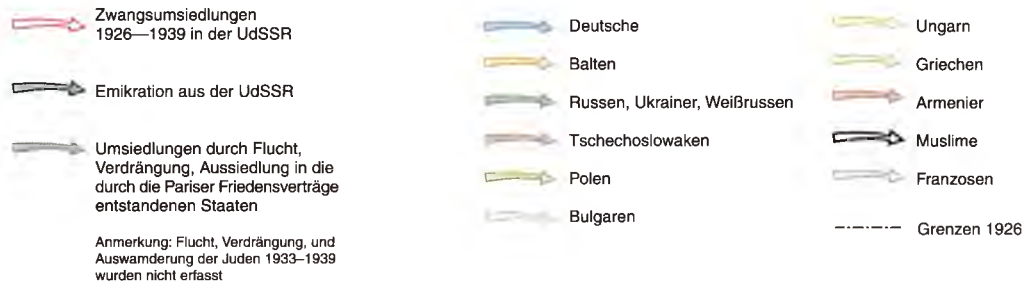 Zwangsumsiedlungen
1926—1939 in der UdSSR
Emikration aus der UdSSR
Umsiedlungen durch Flucht,
Verdrängung, Aussiedlung in die
durch die Pariser Friedensverträge
entstandenen Staaten
Anmerkung: Flucht, Verdrängung, und
Auswamderung der Juden 1933–1939
wurden nicht erfasst
Deutsche
Balten
Russen, Ukrainer, Weißrussen
Tschechoslowaken
Polen
Bulgaren
Ungarn
Griechen
Armenier
Muslime
Franzosen
Grenzen 1926